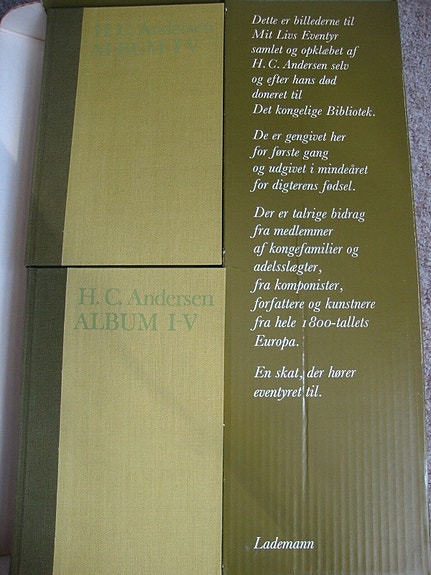 H. C. Andersen
ALBUM I-V
H. C. Andersen
ALBUM I-V
Dette er billederne til
Mit Livs Eventyr
samlet og opklæbet af
H. C. Andersen selv
og efter hans død
doneret til
Det kongelige Bibliotek.
De er gengivet her
for første gang
og udgivet i mindeåret
for digterens fødsel.
Der er talrige bidrag
fra medlemmer
af kongefamilier og
adelsslægter,
fra komponister,
forfattere og kunstnere
fra hele 1800-tallets
Europa.
En skat, der hører
eventyret til.
Lademann